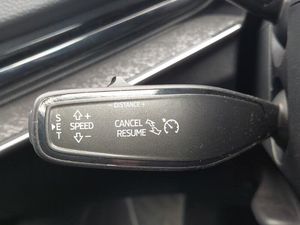 - DISTANCE +
SET
+
SPEED
-
CANCEL
RESUME